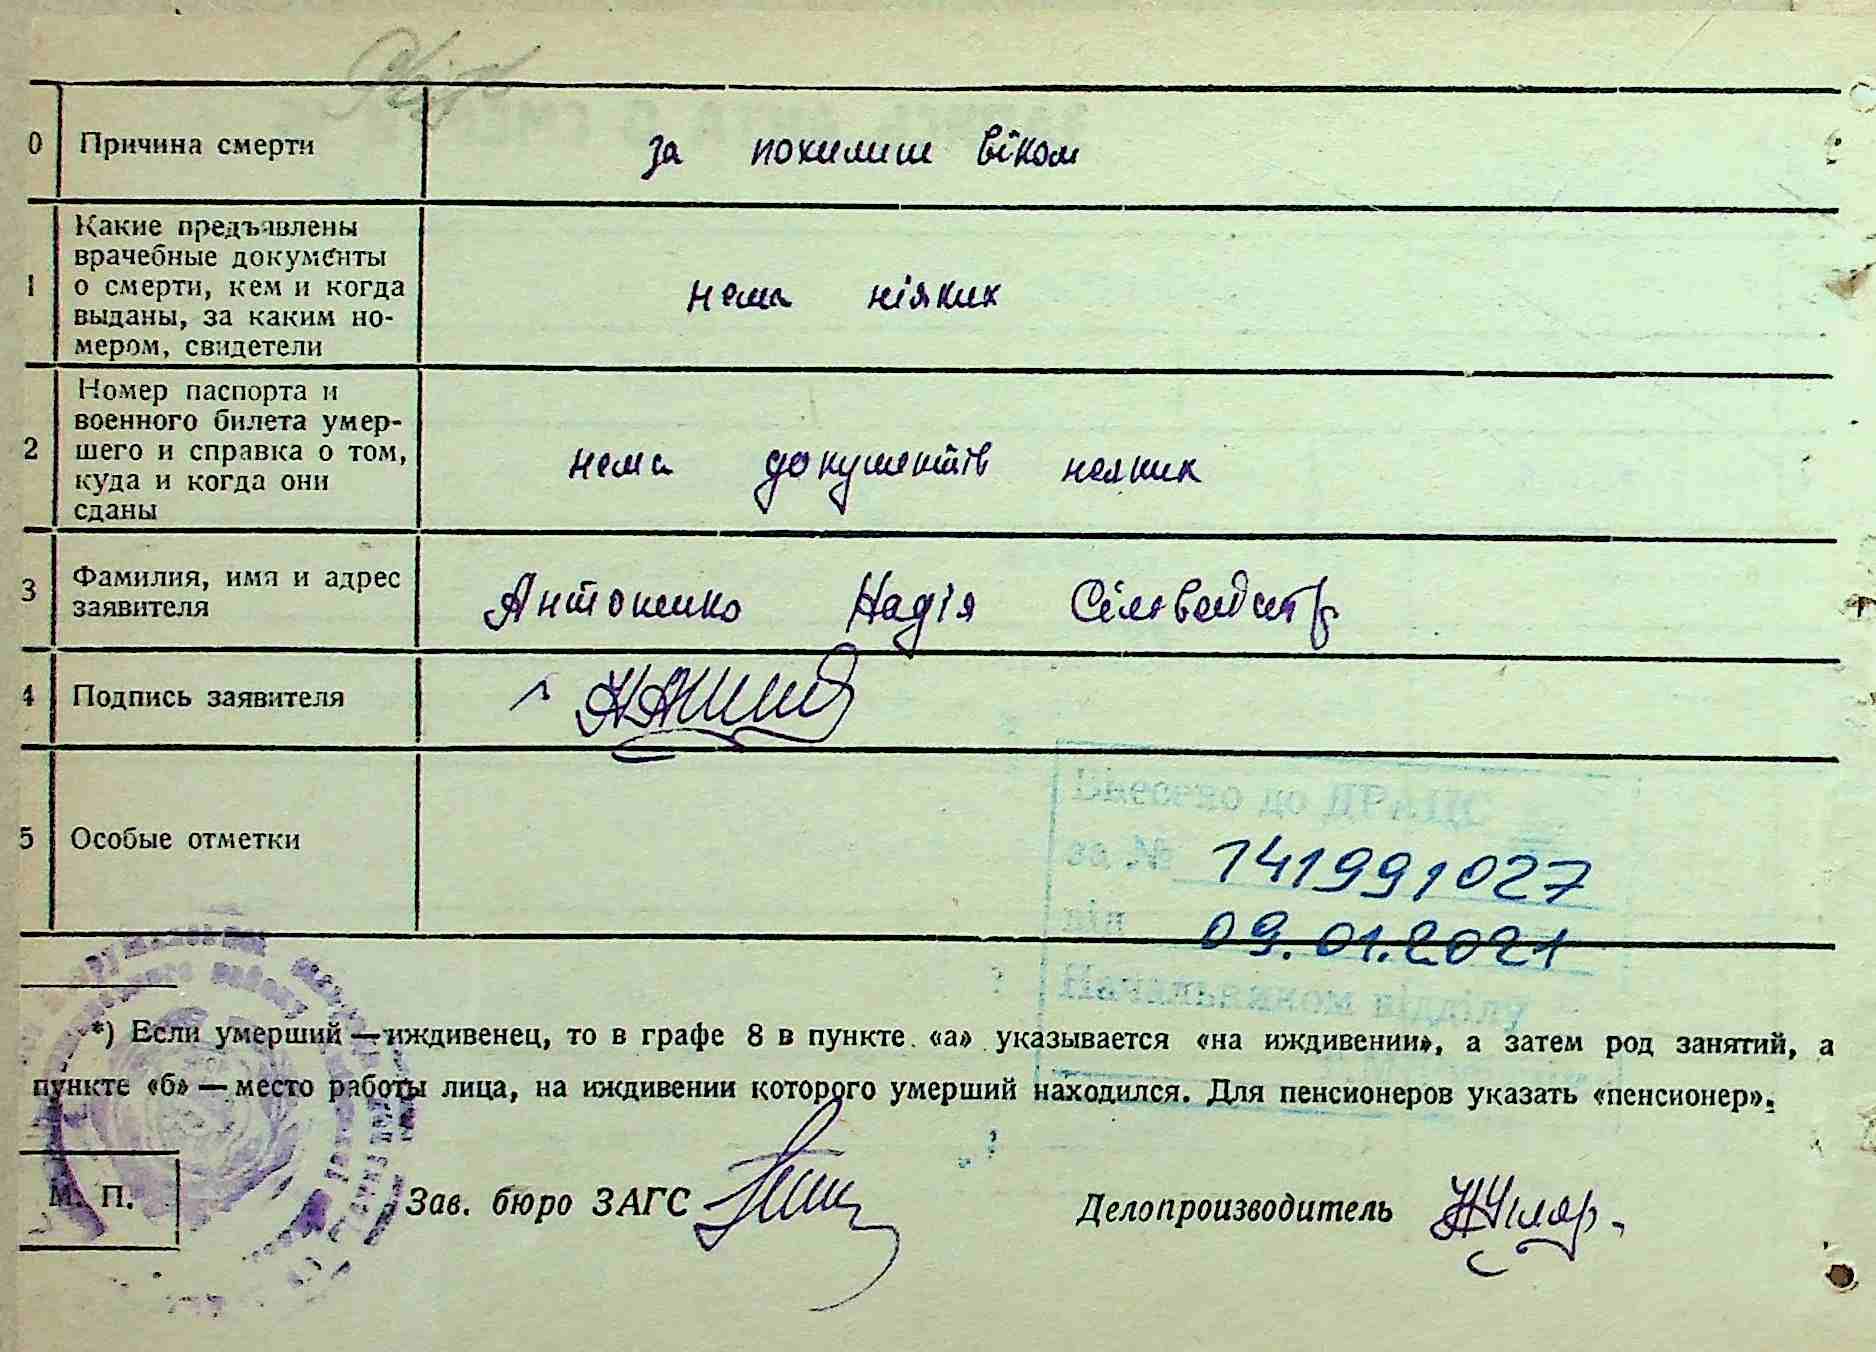 0 Причина смерти за похилиш віком
1 Какие предъявлены
врачебные документы
о смерти, кем и когда
выданы, за каким но-
мером, свидетели
нема ніяких
2 Номер паспорта и
военного билета умер-
шего и справка о том,
куда и когда они
сданы
нема документів неяких
3 Фамилия, имя и адрес
заявителя
Антоненко Надія
4 Подпись заявителя
5 Особые отметки
Внесено до ДРАЦС
за №
141991027
від 09.01.2021
Начальник відділу
*) Если умерший — иждивенец, то в графе 8 в пункте «а» указывается «на иждивении», а затем род занятий, а
пункте «б» — место работы лица, на иждивении которого умерший находился. Для пенсионеров указать «пенсионер».
М. П.
Зав. бюро ЗАГС
Делопроизводитель